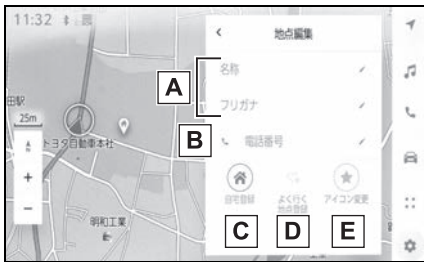 11:32
地点編集
名称
A
フリガナ
田駅
25m
B
電話番号
トヨタ自動車本社
自宅登録
よく行く
地点登録
アイコン変更
明和工業
C
D
E